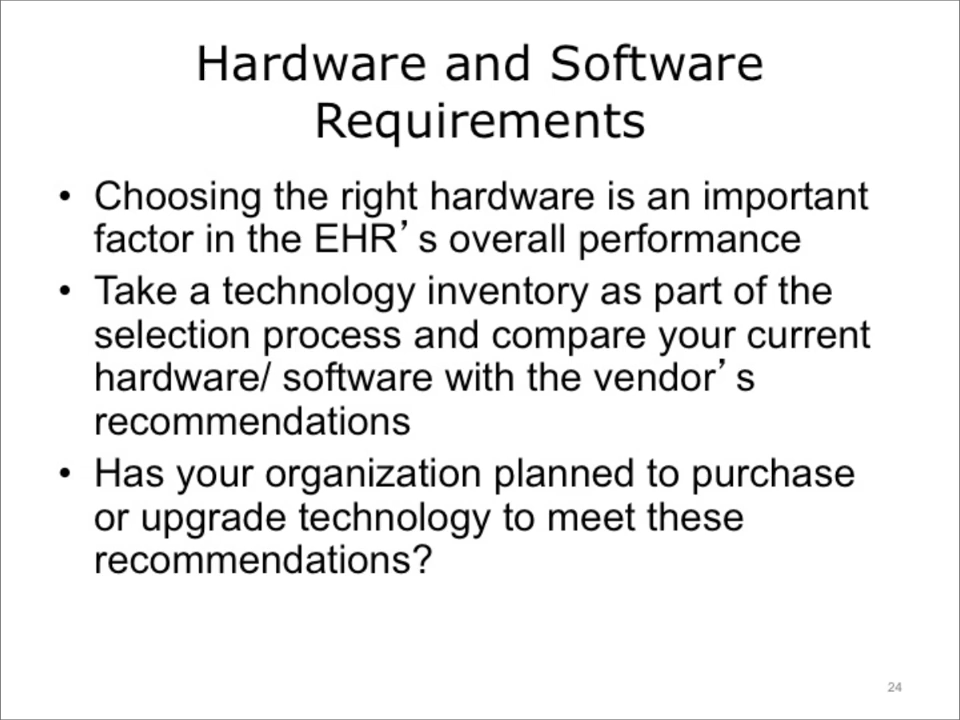 Hardware and Software
Requirements
• Choosing the right hardware is an important
factor in the EHR’s overall performance
• Take a technology inventory as part of the
selection process and compare your current
hardware/ software with the vendor’s
recommendations
• Has your organization planned to purchase
or upgrade technology to meet these
recommendations?
24